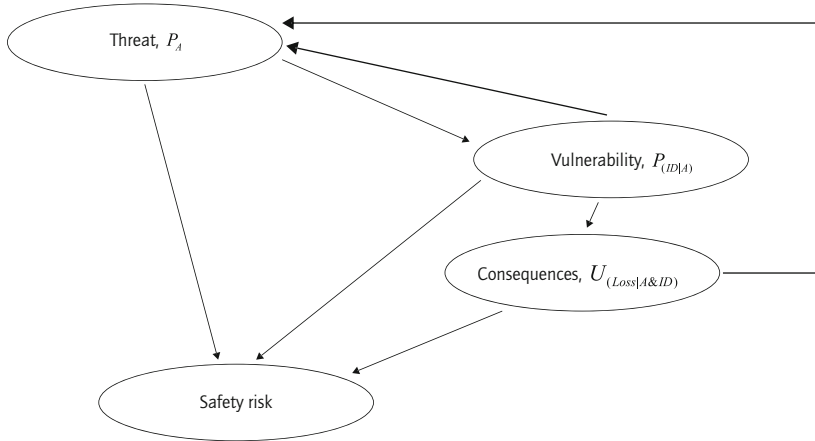 Threat, P_A
Vulnerability, P_(ID|A)
Consequences, U_(Loss|A&ID)
Safety risk